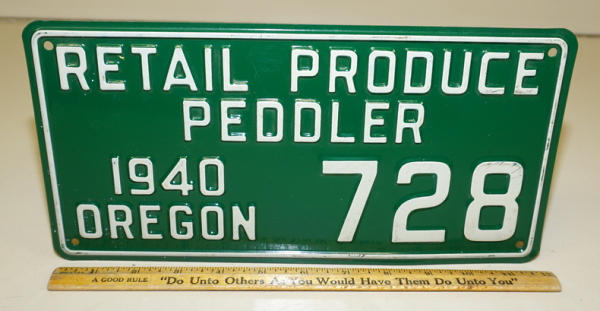 RETAIL PRODUCE
PEDDLER
1940
OREGON
728
A GOOD RULE "Do Unto Others As You Would Have Them Do Unto You"